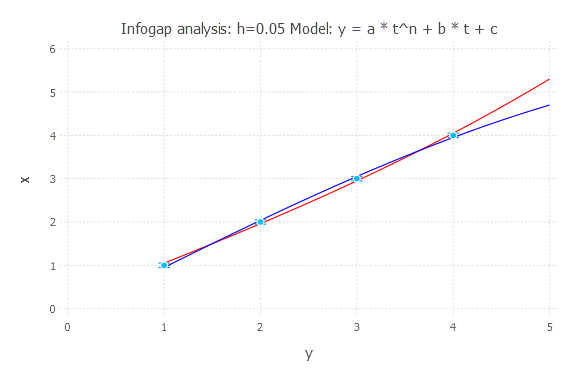 Infogap analysis: h=0.05 Model: y = a * t^n + b * t + c
6
5
4
3
2
1
0
x
0 1 2 3 4 5
y